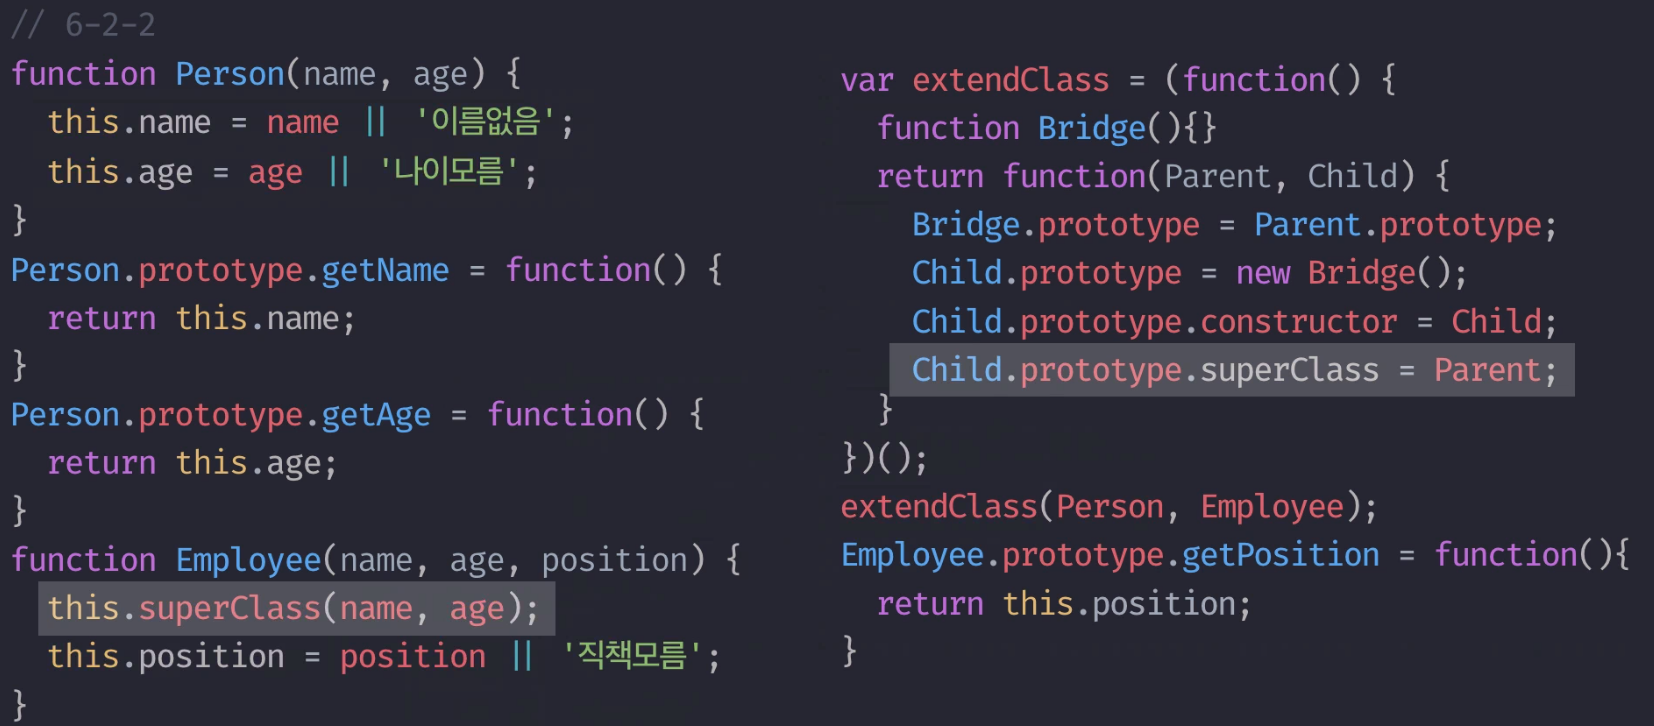 // 6-2-2
function Person(name, age) {
  this.name = name || '이름없음';
  this.age = age || '나이모름';
}
Person.prototype.getName = function() {
  return this.name;
}
Person.prototype.getAge = function() {
  return this.age;
}
function Employee(name, age, position) {
  this.superClass(name, age);
  this.position = position || '직책모름';
}
var extendClass = (function() {
  function Bridge(){}
  return function(Parent, Child) {
    Bridge.prototype = Parent.prototype;
    Child.prototype = new Bridge();
    Child.prototype.constructor = Child;
    Child.prototype.superClass = Parent;
  }
})();
extendClass(Person, Employee);
Employee.prototype.getPosition = function(){
  return this.position;
}